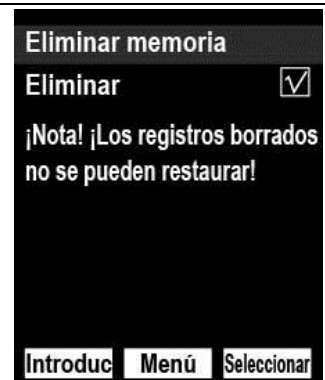 Eliminar memoria
Eliminar
¡Nota! ¡Los registros borrados
no se pueden restaurar!
Introduc Menú Seleccionar